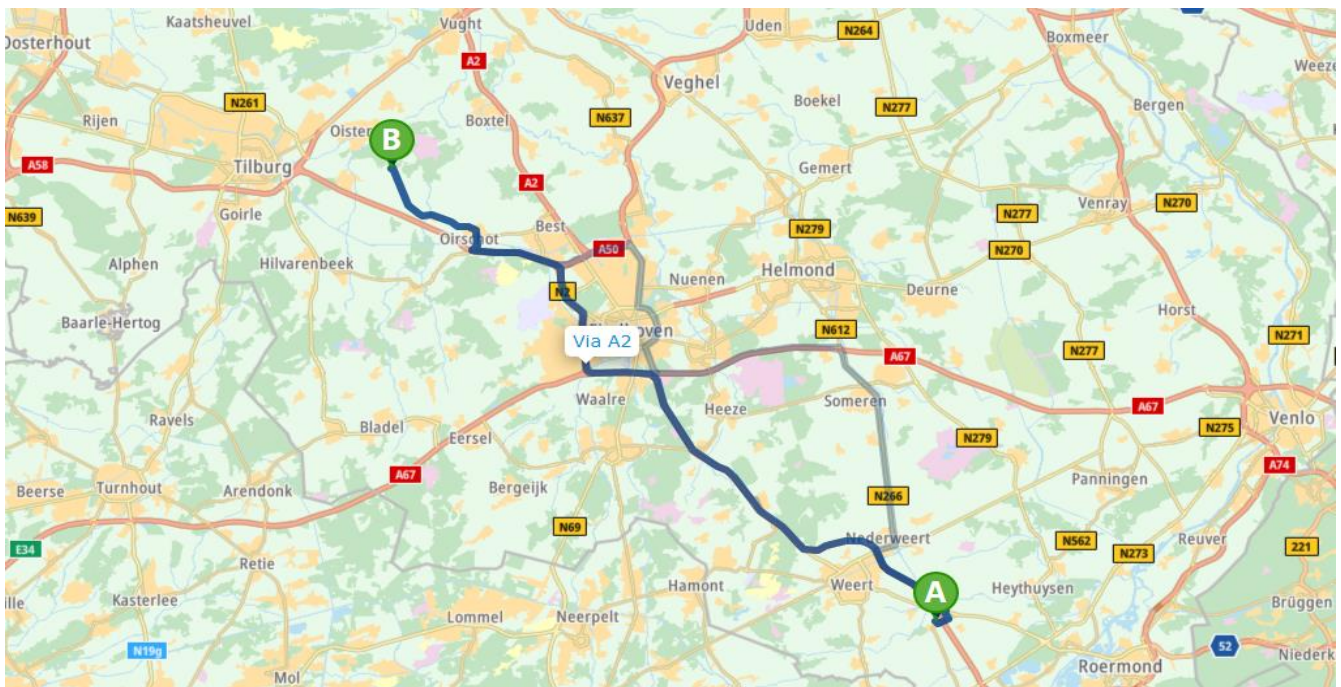 Kaatsheuvel
Vught
Uden
N264
Boxmeer
Oosterhout
A2
Weeze
Veghel
N261
Boekel
N277
Bergen
Rijen
Boxtel
N637
B
A58
Tilburg
Gemert
A2
N639
Goirle
N277
Venray
N270
Best
N279
Oirschot
A50
N270
Alphen
Hilvarenbeek
Nuenen
Helmond
Deurne
N2
Horst
Baarle-Hertog
N612
N271
Via A2
A67
N277
Waalre
Heeze
Someren
A67
Venlo
Ravels
Bladel
Eersel
N275
N279
A67
A74
Beerse
Turnhout
Arendonk
Bergeijk
Panningen
N266
N69
Nederweert
N562
Reuver
E34
N273
221
Retie
Hamont
Weert
A
Heythuysen
Kasterlee
Lommel
Neerpelt
Brüggen
N19g
52
Mol
Roermond